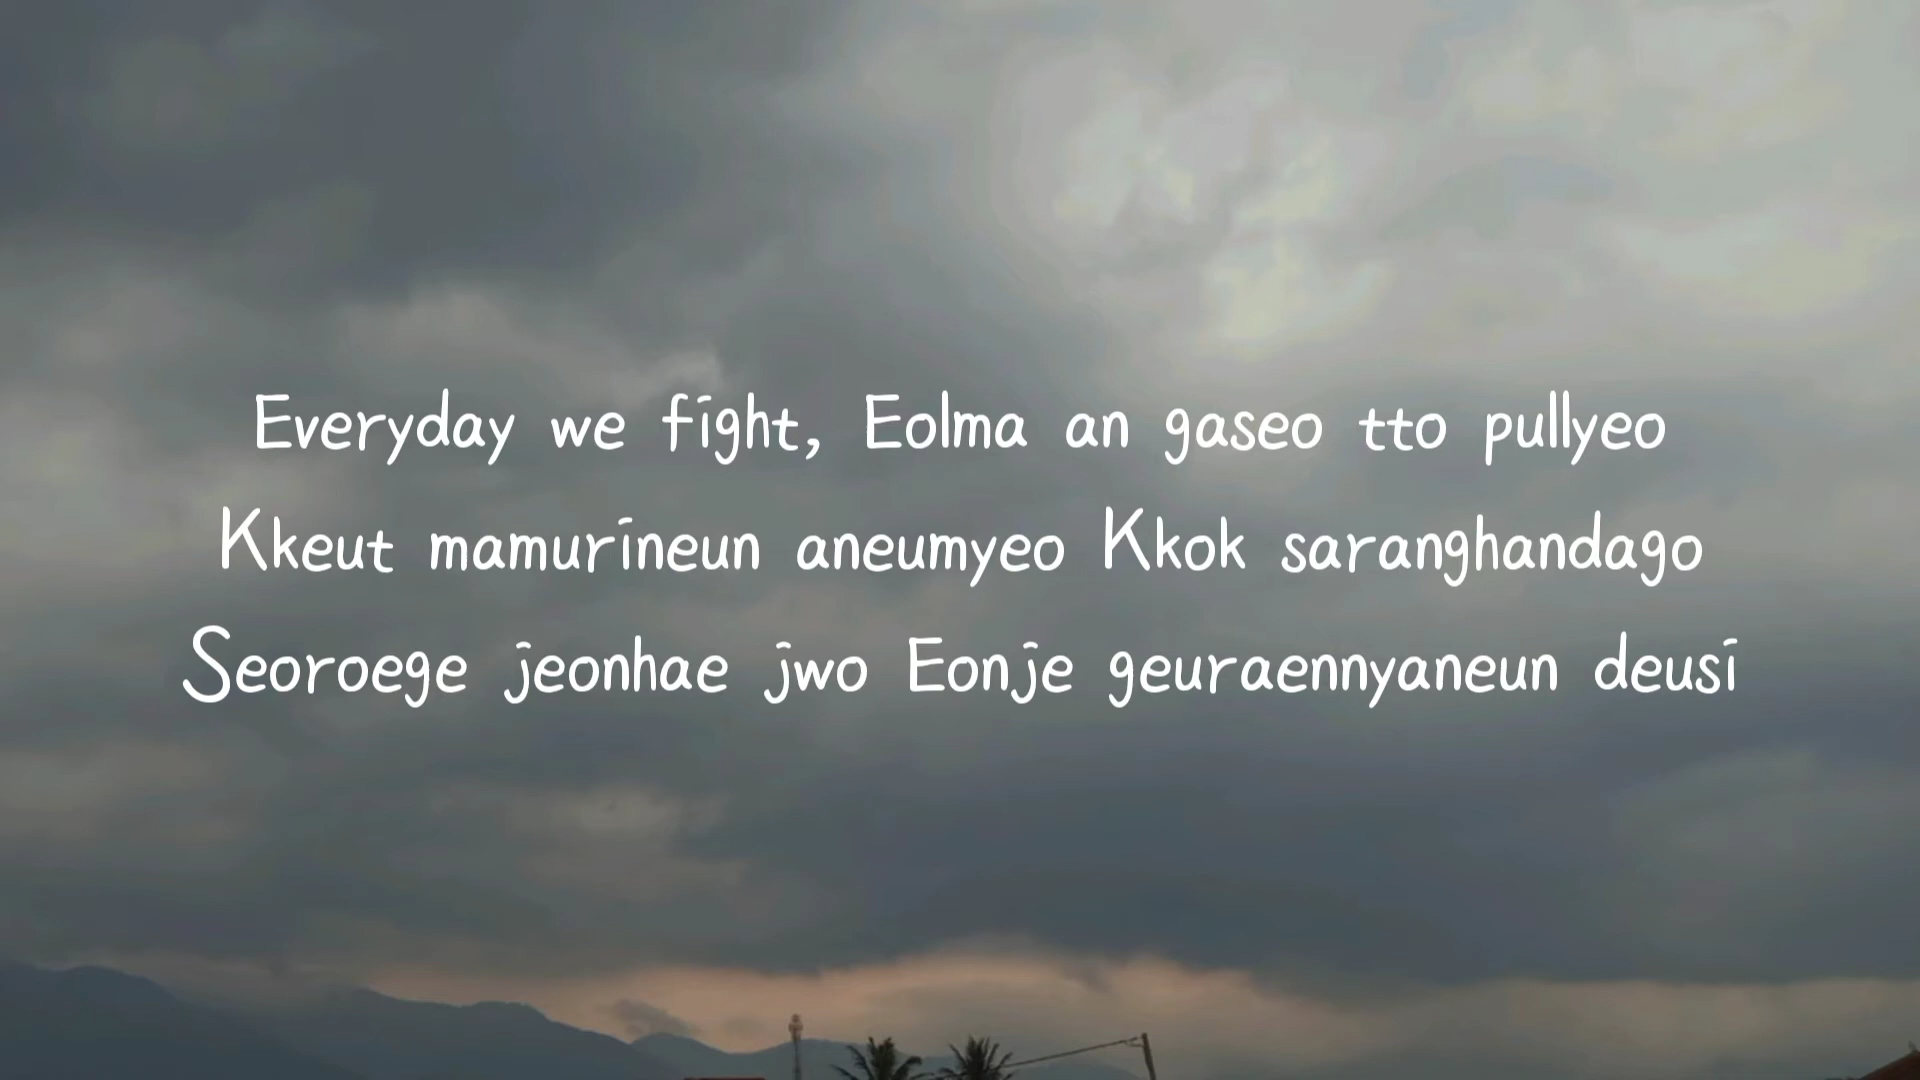 Everyday we fight, Eolma an gaseo tto pullyeo
Kkeut mamurineun aneumyeo Kkok saranghandago
Seoroege jeonhae jwo Eonje geuraennyaneun deusi